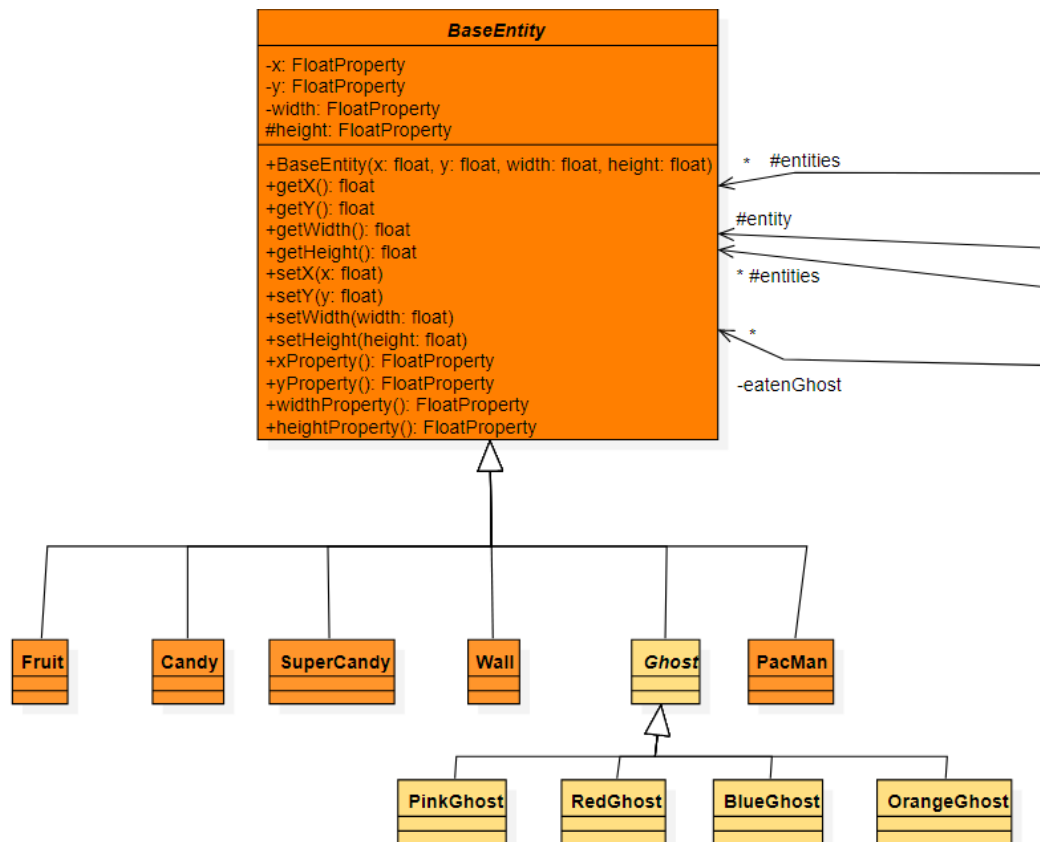 BaseEntity
-x: FloatProperty
-y: FloatProperty
-width: FloatProperty
#height: FloatProperty
+BaseEntity(x: float, y: float, width: float, height: float)
+getX(): float
+getY(): float
+getWidth(): float
+getHeight(): float
+setX(x: float)
+setY(y: float)
+setWidth(width: float)
+setHeight(height: float)
+xProperty(): FloatProperty
+yProperty(): FloatProperty
+widthProperty(): FloatProperty
+heightProperty(): FloatProperty
* #entities
#entity
* #entities
*
-eatenGhost
Fruit
Candy
SuperCandy
Wall
Ghost
PacMan
PinkGhost
RedGhost
BlueGhost
OrangeGhost